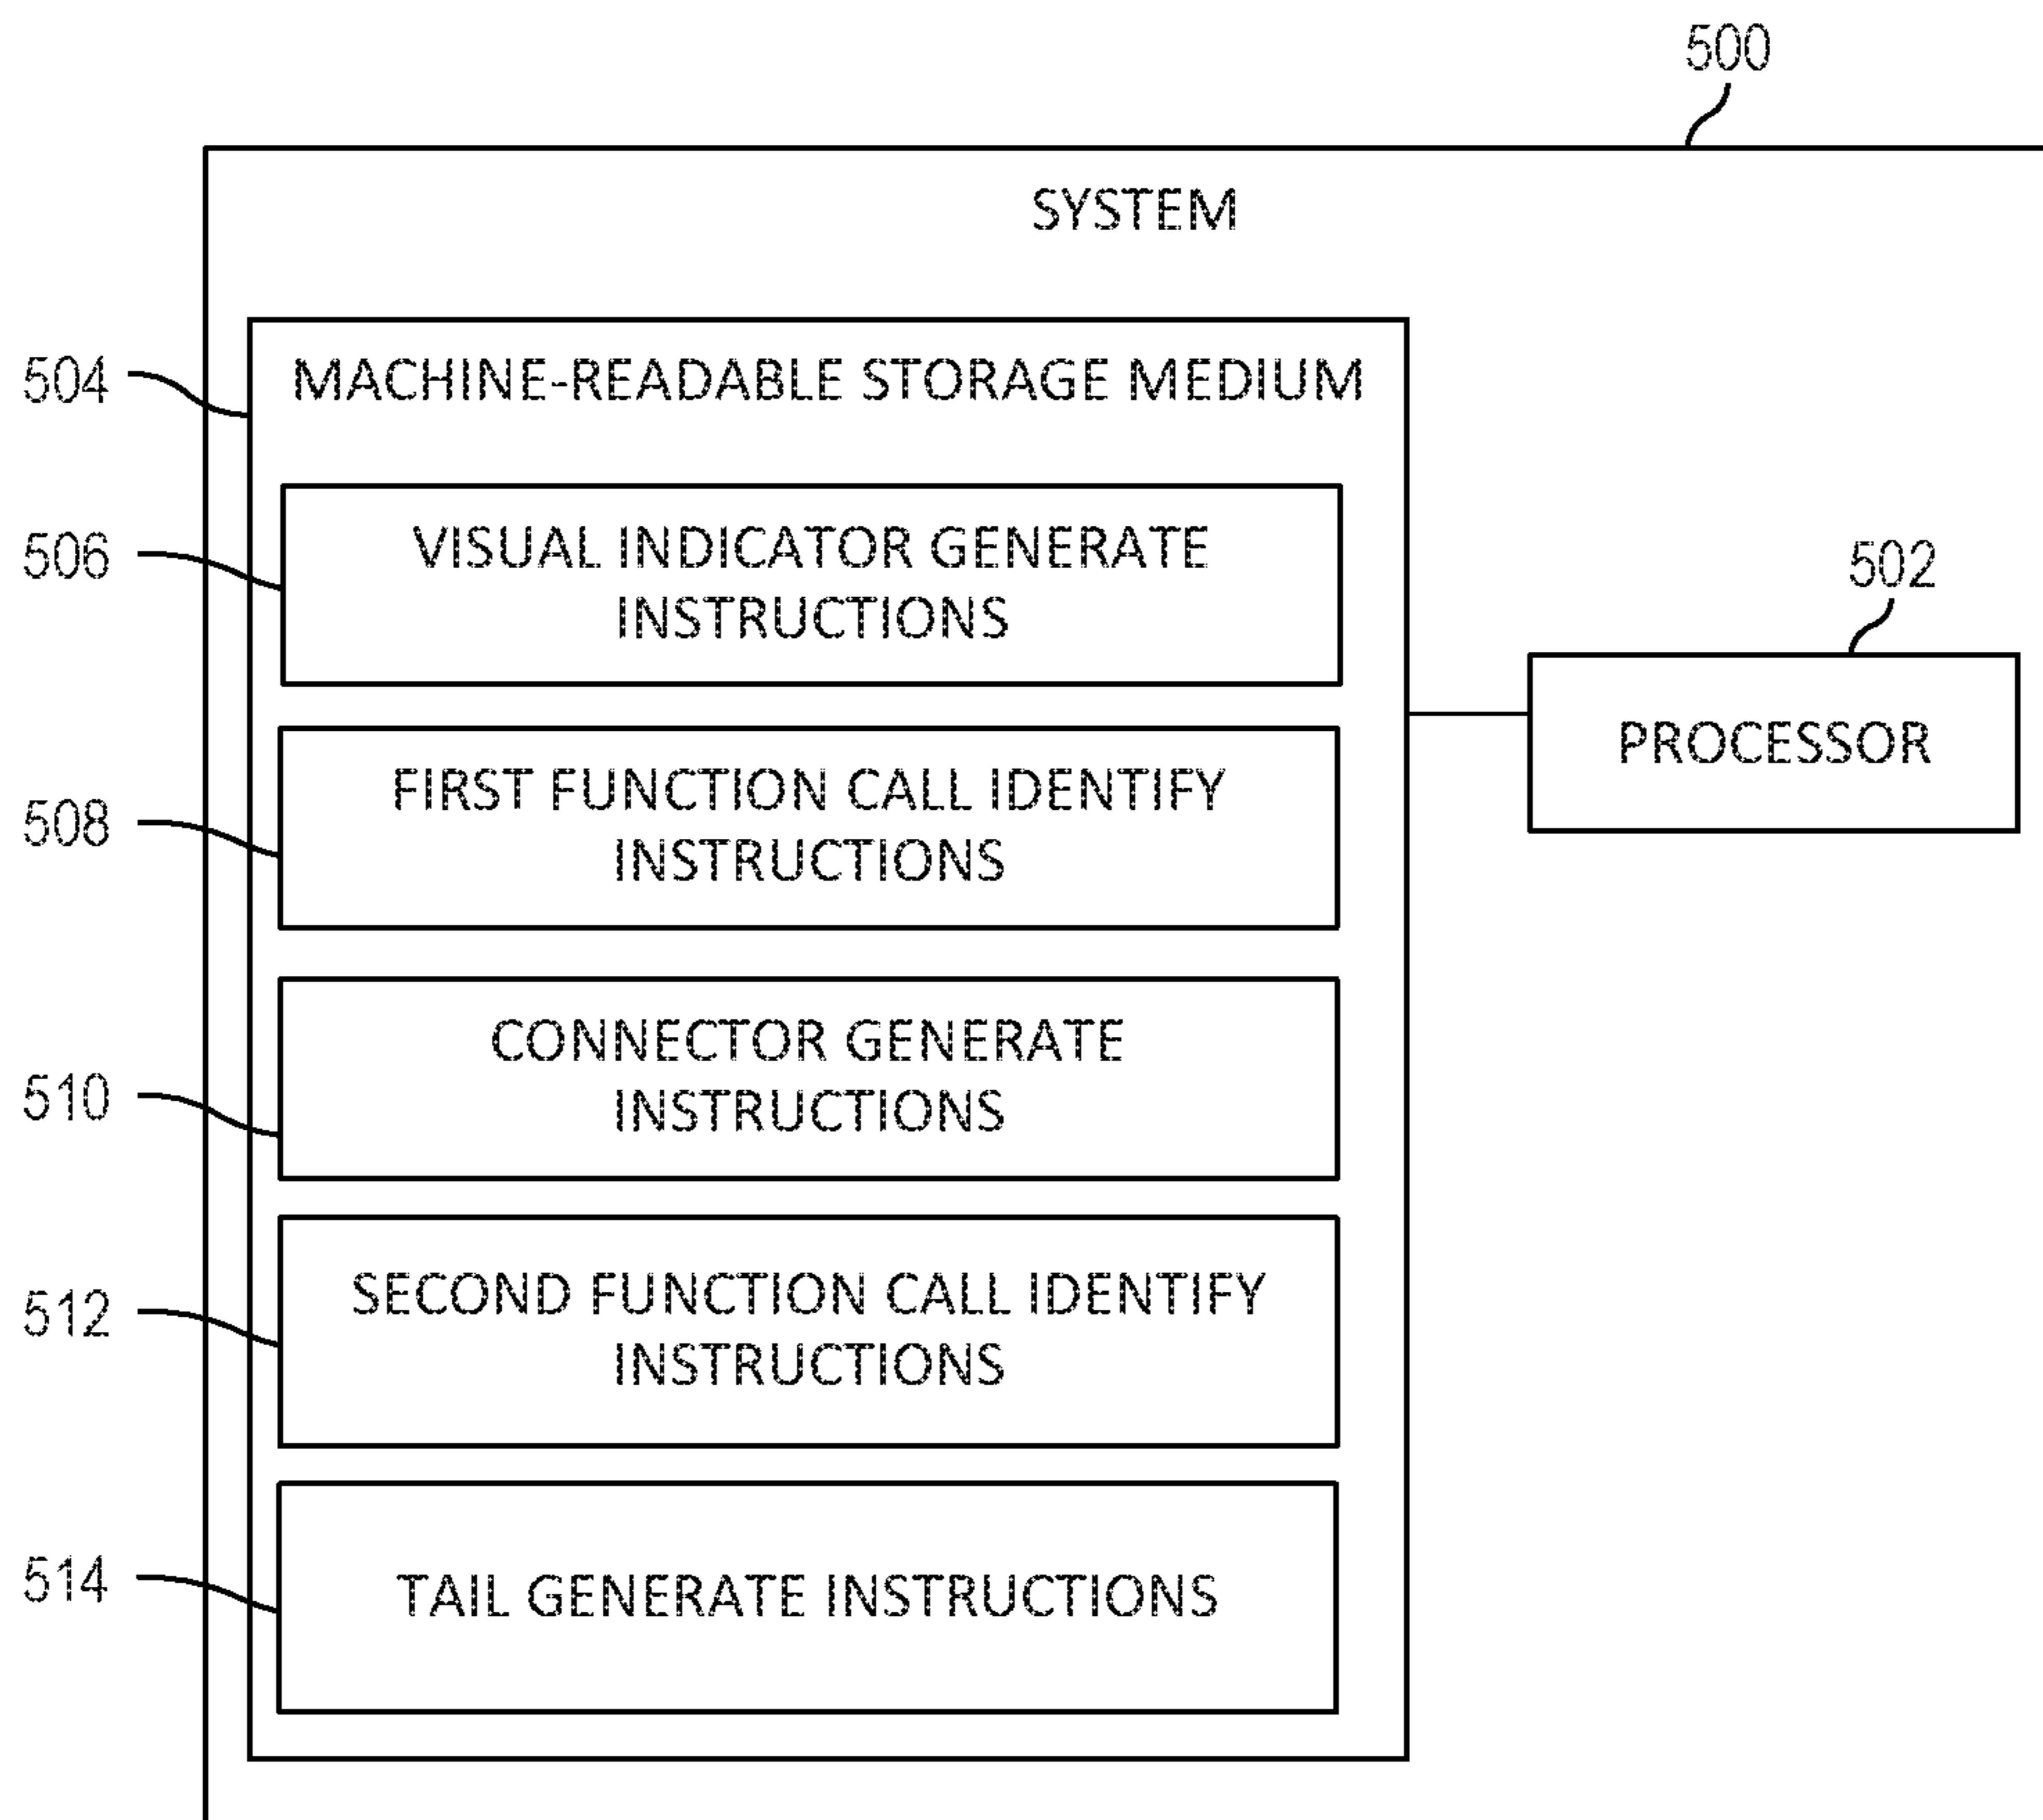 500
SYSTEM
504
MACHINE-READABLE STORAGE MEDIUM
506
VISUAL INDICATOR GENERATE
INSTRUCTIONS
502
PROCESSOR
508
FIRST FUNCTION CALL IDENTIFY
INSTRUCTIONS
510
CONNECTOR GENERATE
INSTRUCTIONS
512
SECOND FUNCTION CALL IDENTIFY
INSTRUCTIONS
514
TAIL GENERATE INSTRUCTIONS